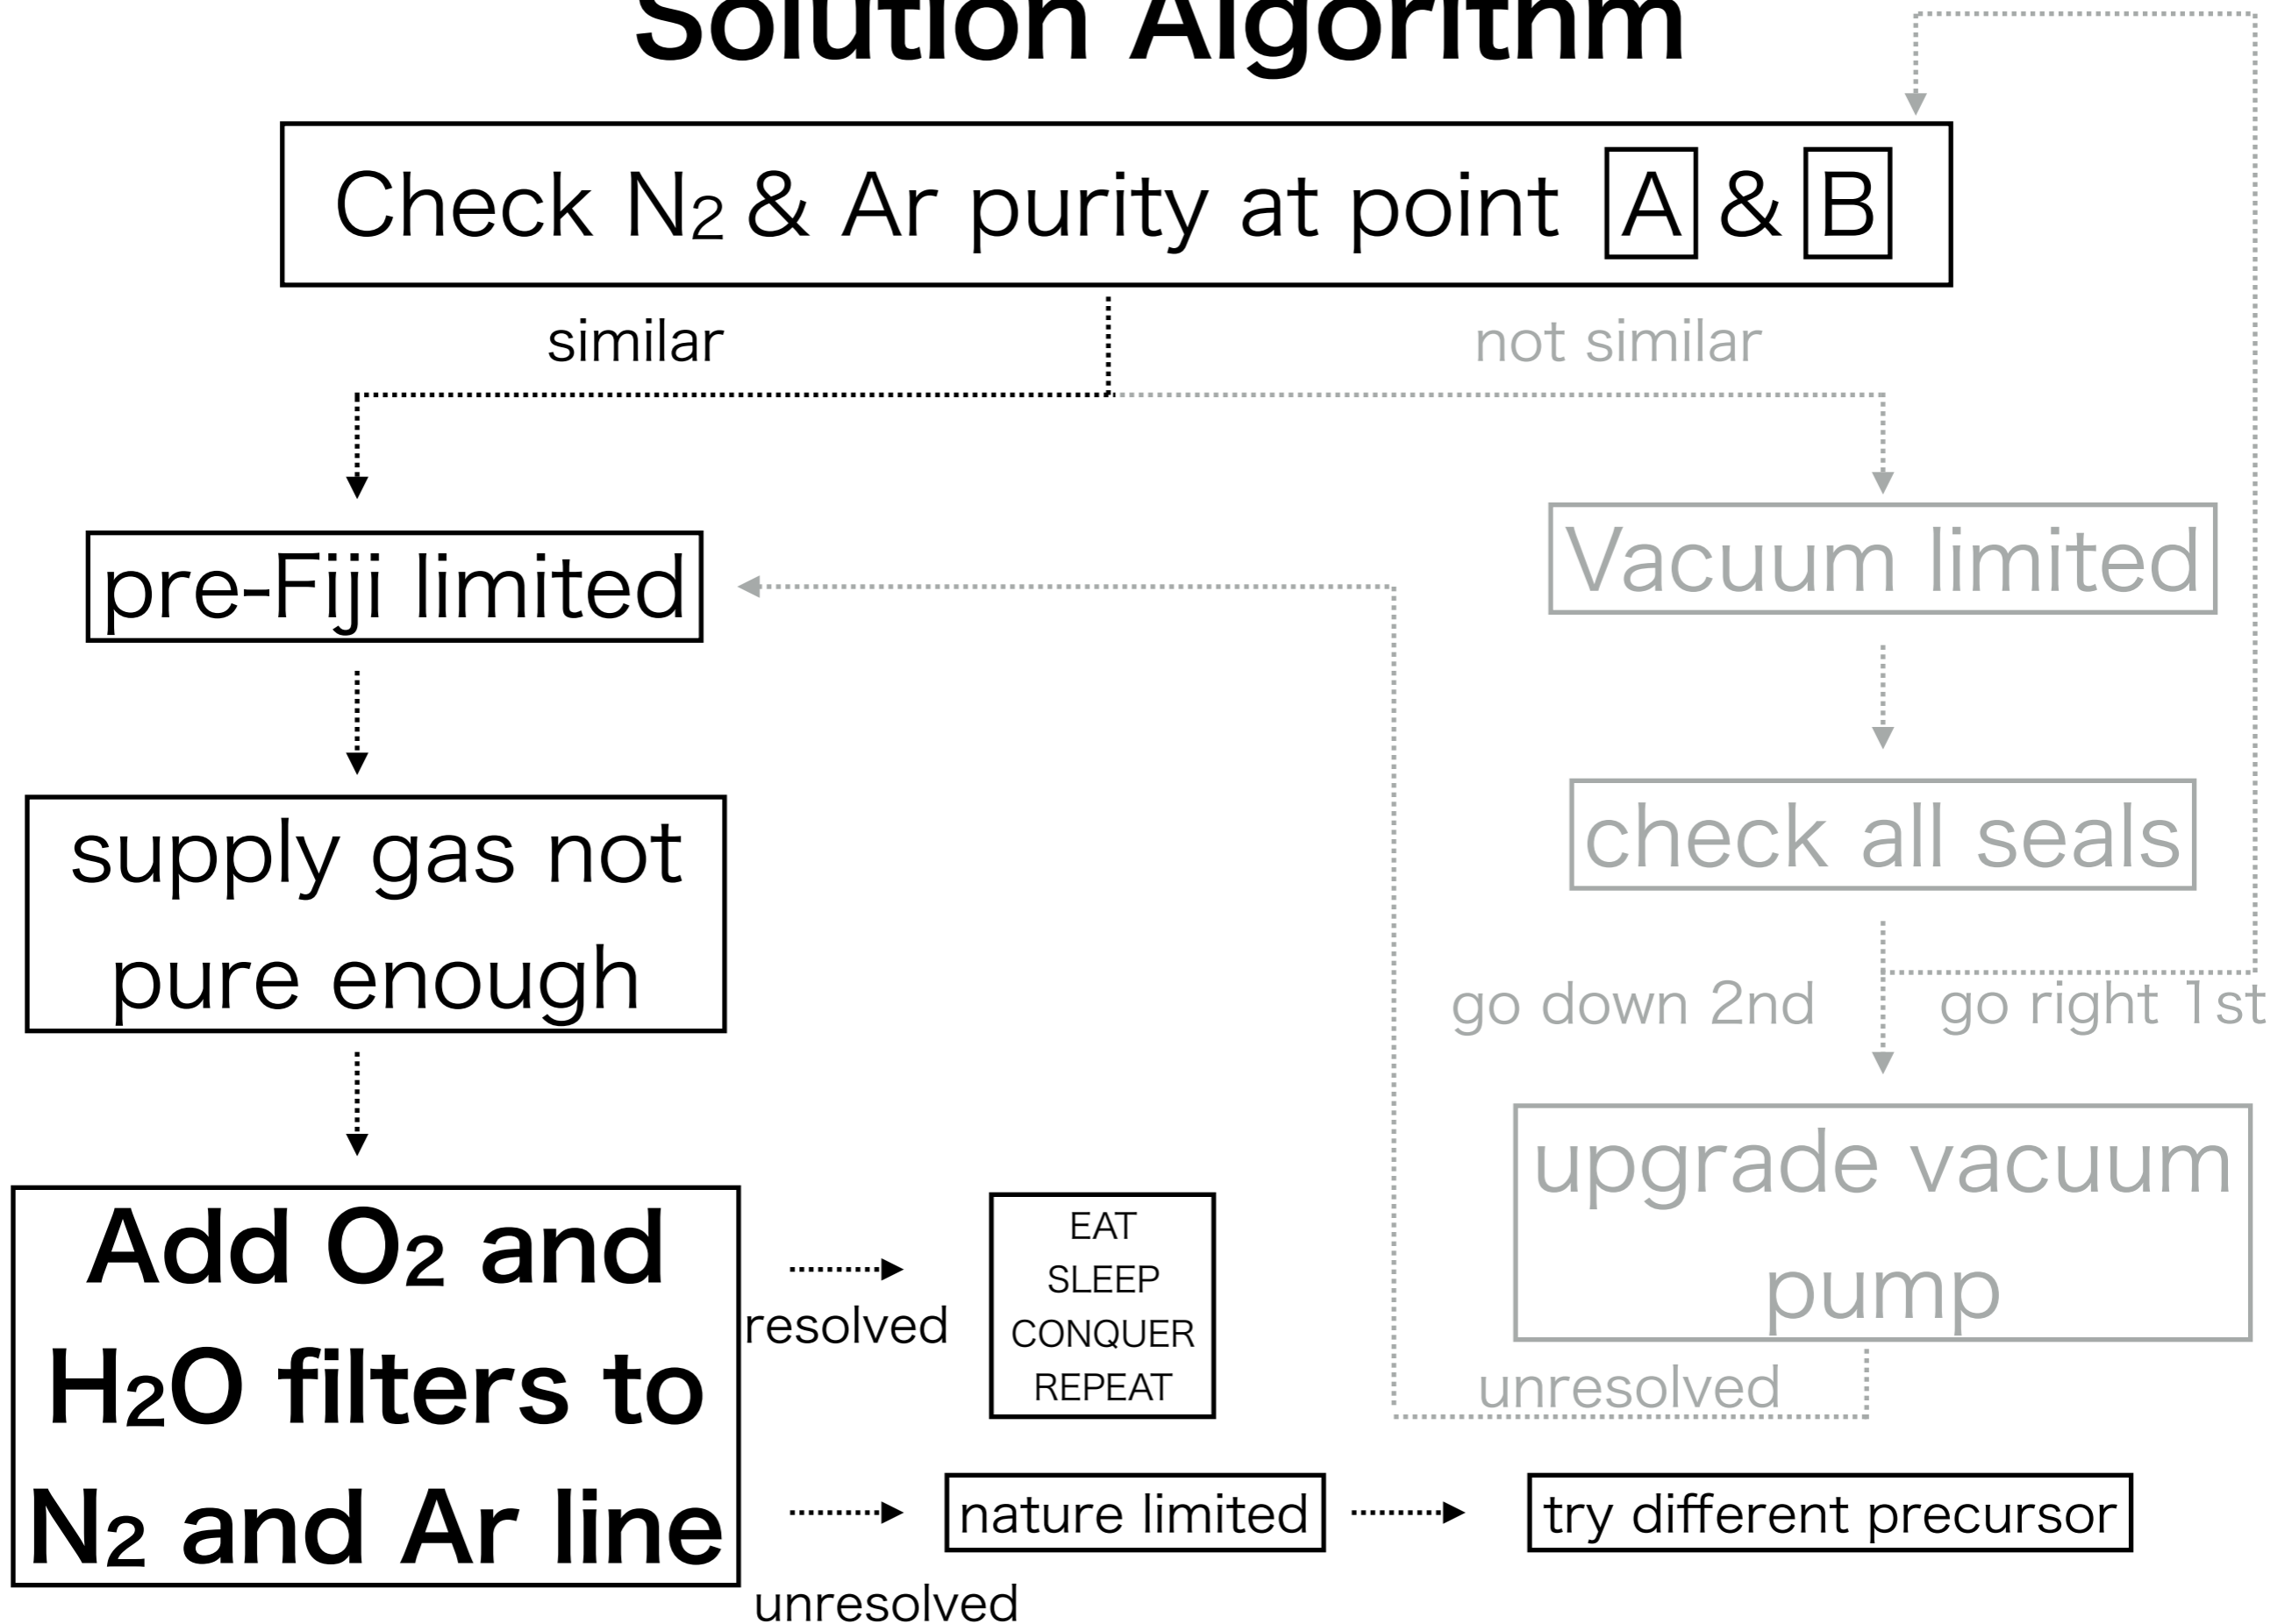 Solution Algorithm
Check N₂ & Ar purity at point A & B
similar
not similar
pre-Fiji limited
Vacuum limited
supply gas not
pure enough
check all seals
go down 2nd
go right 1st
Add O₂ and
H₂O filters to
N₂ and Ar line
resolved
EAT
SLEEP
CONQUER
REPEAT
upgrade vacuum
pump
unresolved
nature limited
try different precursor
unresolved